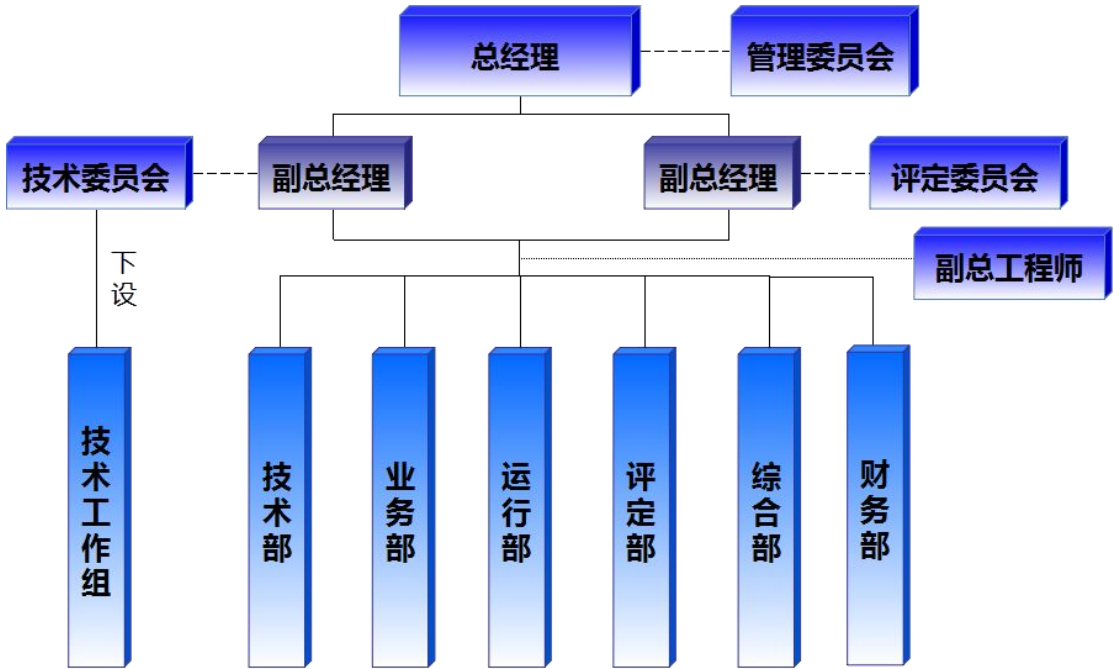 总经理
管理委员会
技术委员会
副总经理
副总经理
评定委员会
副总工程师
下设
技术工作组
技术部
业务部
运行部
评定部
综合部
财务部